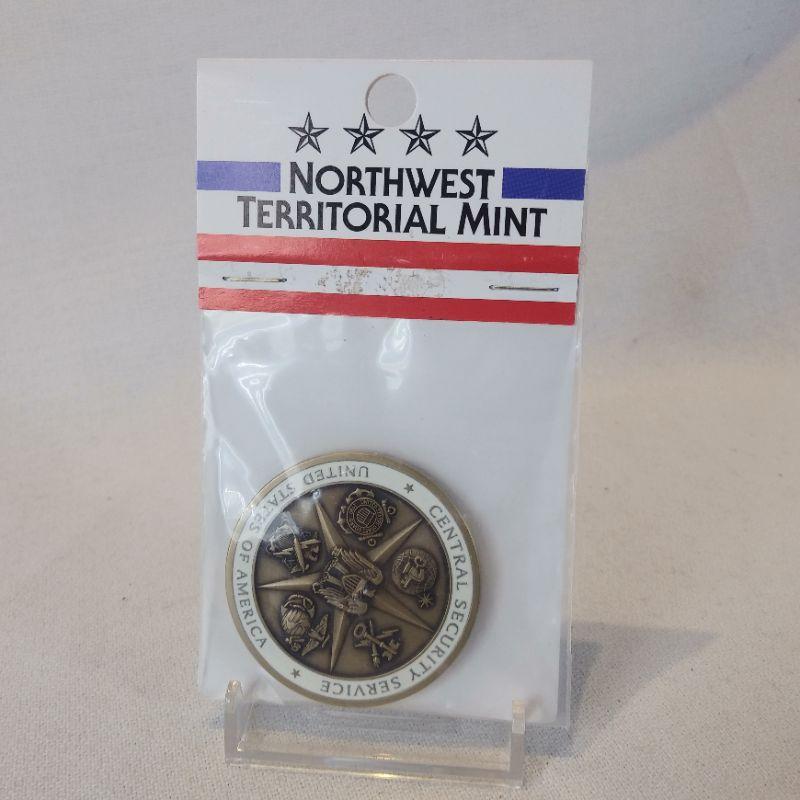 NORTHWEST
TERRITORIAL MINT
CENTRAL SECURITY SERVICE
UNITED STATES OF AMERICA